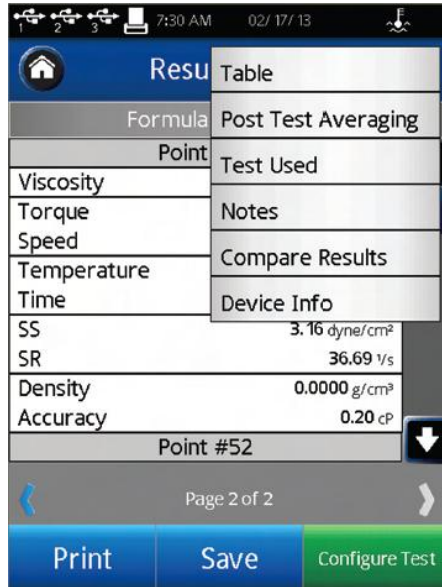 1 2 3 7:30 AM 02/17/13
Resu
Table
Formula
Post Test Averaging
Point
Test Used
Viscosity
Torque
Notes
Speed
Compare Results
Temperature
Time
Device Info
SS 3.16 dyne/cm²
SR 36.69 1/s
Density 0.0000 g/cm³
Accuracy 0.20 cP
Point #52
Page 2 of 2
Print Save Configure Test